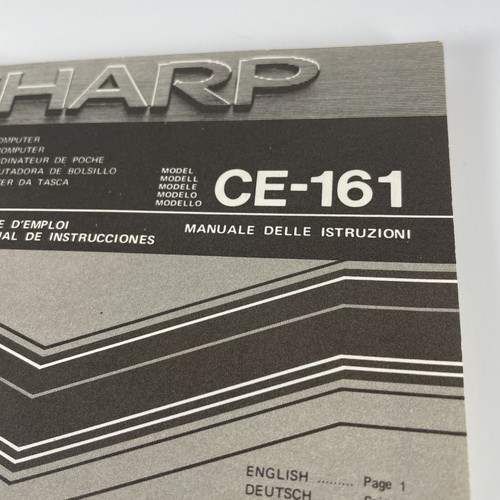 HARP
OMPUTER
OMPUTER
DINATEUR DE POCHE
UTADORA DE BOLSILLO
TER DA TASCA
MODEL
MODELL
MODELE
MODELO
MODELLO
CE-161
E D'EMPLOI
AL DE INSTRUCCIONES
MANUALE DELLE ISTRUZIONI
ENGLISH ......... Page 1
DEUTSCH